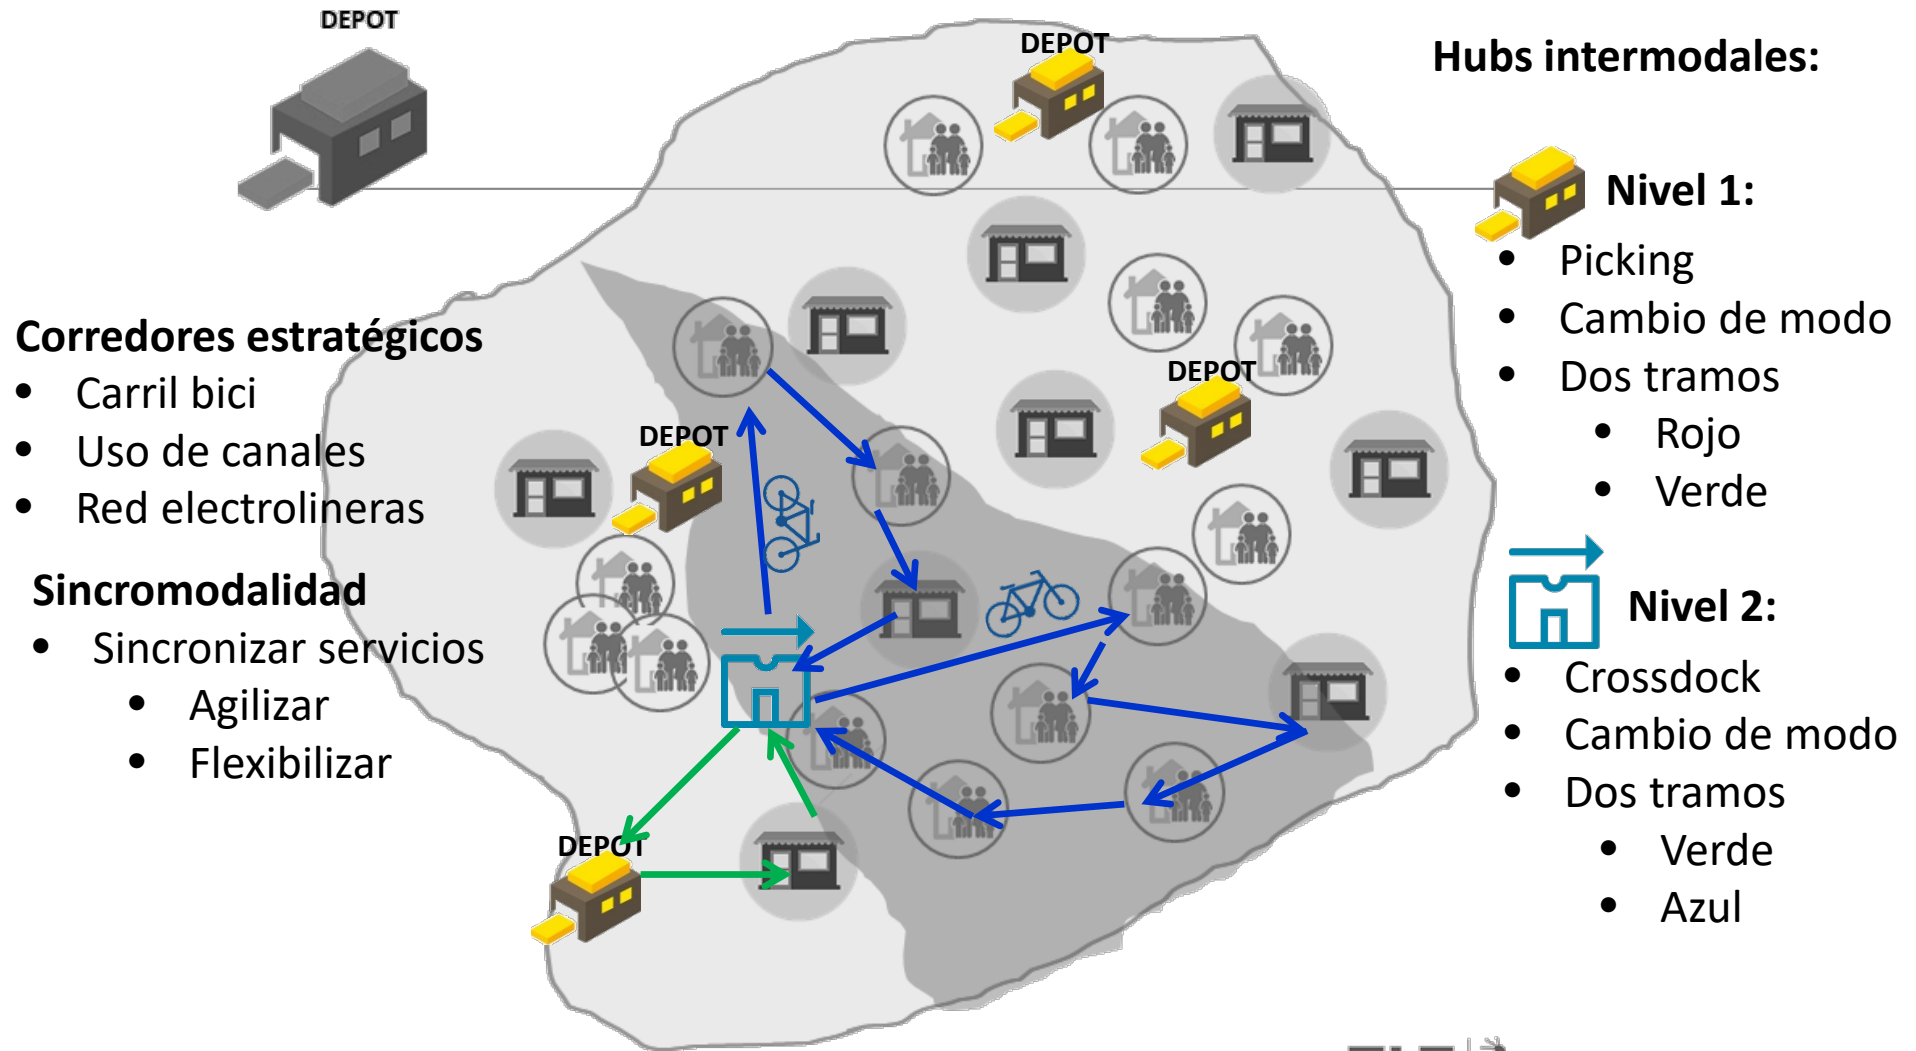 DEPOT
DEPOT
Hubs intermodales:
Nivel 1:
• Picking
• Cambio de modo
• Dos tramos
• Rojo
• Verde
Corredores estratégicos
• Carril bici
• Uso de canales
• Red electrolineras
DEPOT
DEPOT
Sincromodalidad
• Sincronizar servicios
• Agilizar
• Flexibilizar
Nivel 2:
• Crossdock
• Cambio de modo
• Dos tramos
• Verde
• Azul
DEPOT